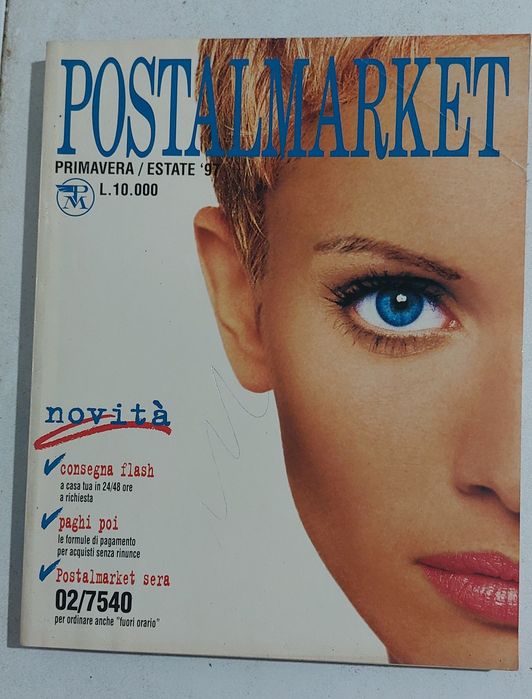 POSTALMARKET
PRIMAVERA / ESTATE '97
PM
L.10.000
novità
consegna flash
a casa tua in 24/48 ore
a richiesta
paghi poi
le formule di pagamento
per acquisti senza rinunce
Postalmarket sera
02/7540
per ordinare anche "fuori orario"